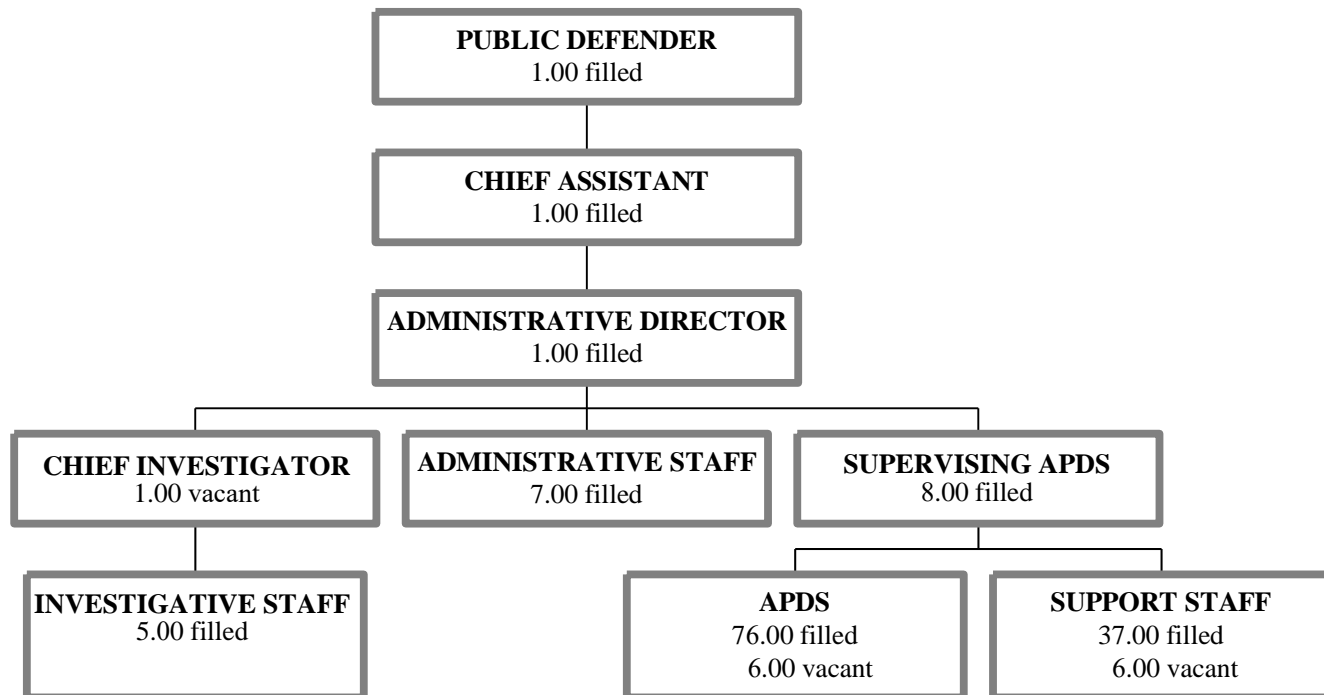 PUBLIC DEFENDER
1.00 filled
CHIEF ASSISTANT
1.00 filled
ADMINISTRATIVE DIRECTOR
1.00 filled
CHIEF INVESTIGATOR
1.00 vacant
ADMINISTRATIVE STAFF
7.00 filled
SUPERVISING APDS
8.00 filled
INVESTIGATIVE STAFF
5.00 filled
APDS
76.00 filled
6.00 vacant
SUPPORT STAFF
37.00 filled
6.00 vacant